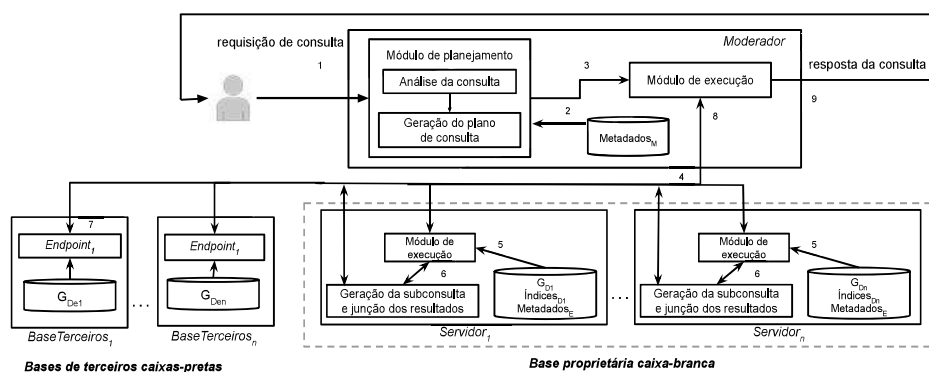 requisição de consulta
1
Módulo de planejamento
Análise da consulta
Geração do plano
de consulta
2
3
Moderador
Módulo de execução
Metadados_M
8
resposta da consulta
9
4
7
Endpoint_1
G_De1
BaseTerceiros_1
...
Endpoint_1
G_Den
BaseTerceiros_n
Bases de terceiros caixas-pretas
Módulo de
execução
5
6
Geração da subconsulta
e junção dos resultados
G_D1
Índices_D1
Metadados_E
Servidor_1
...
Módulo de
execução
5
6
Geração da subconsulta
e junção dos resultados
G_Dn
Índices_Dn
Metadados_E
Servidor_n
Base proprietária caixa-branca